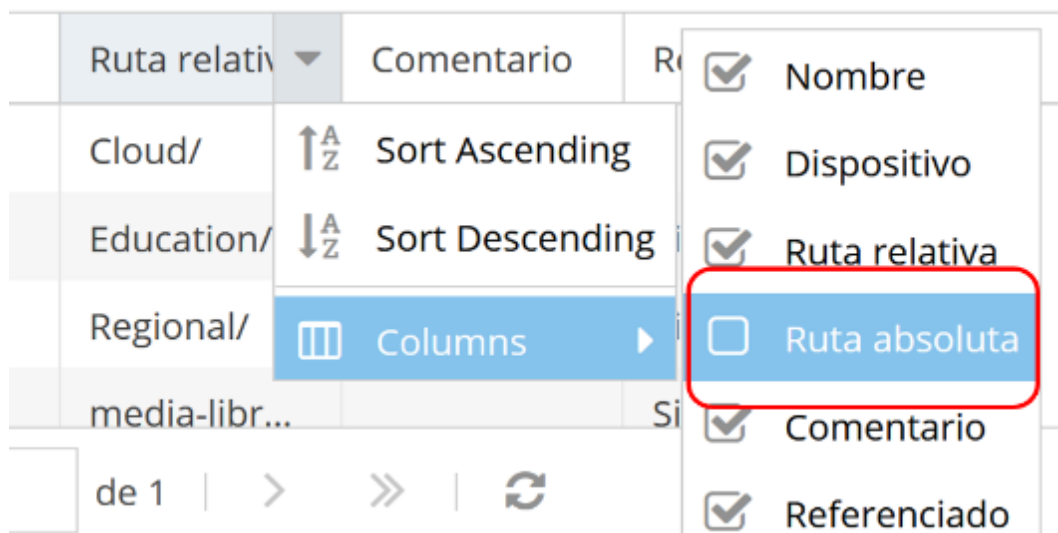 Ruta relativ
Comentario
Re
Cloud/
Education/
Regional/
media-libr...
Si
Sort Ascending
Sort Descending
Columns
Nombre
Dispositivo
Ruta relativa
Ruta absoluta
Comentario
Referenciado
de 1